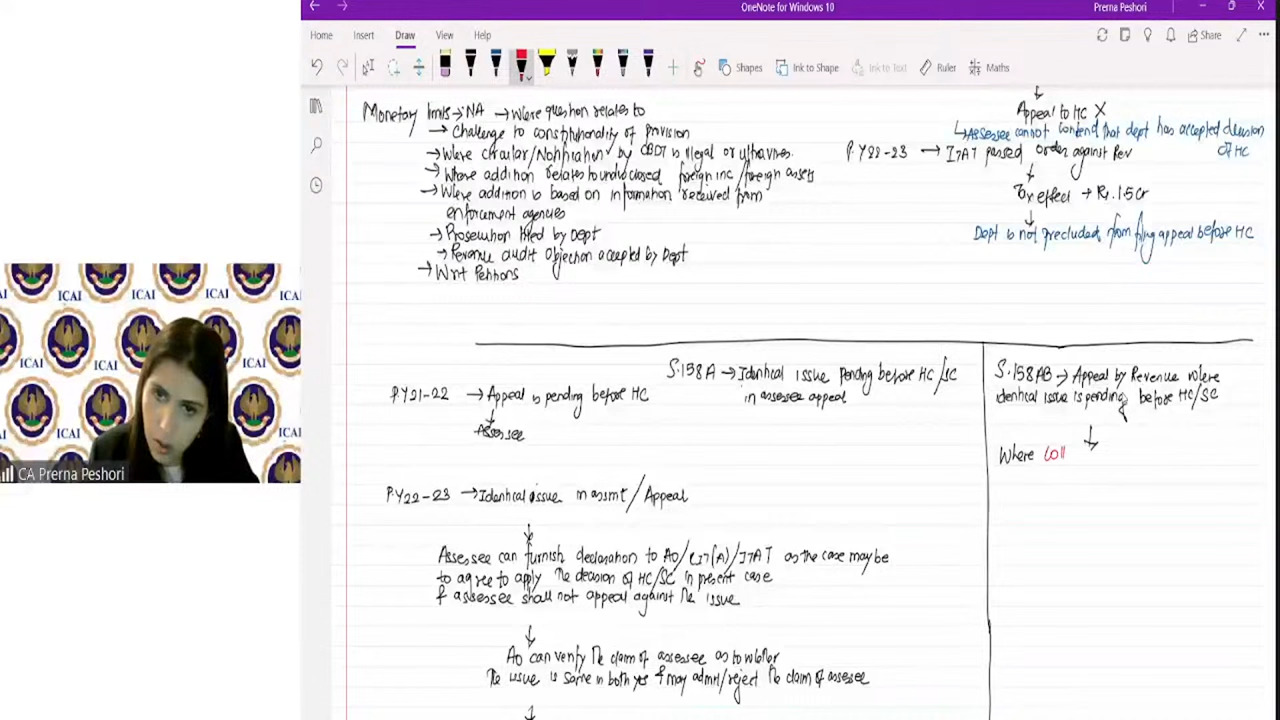 OneNote for Windows 10
Prerna Peshori
Home Insert Draw View Help
Share
Shapes
Ink to Shape
Ink to Text
Ruler
Maths
Monetary limits → NA → Where question relates to
→ Challenge to constitutionality of provision
→ Where circular/Notification by CBDT is illegal or ultravires.
→ Where addition relates to undisclosed foreign inc/foreign assets
→ Where addition is based on information received from
enforcement agencies
→ Prosecution filed by Dept
→ Revenue audit objection accepted by Dept
→ Writ Petitions
Appeal to HC X
Assessee cannot contend that dept has accepted decision
of HC
P.Y22-23 → ITAT passed order against Rev
Tax effect → Rs. 1.5 cr
Dept is not precluded from filing appeal before HC
S.158A → Identical issue pending before HC/SC
in assessee appeal
P.Y21-22 → Appeal is pending before HC
Assessee
P.Y22-23 → Identical issue in assmt/Appeal
Assessee can furnish declaration to AO/CIT(A)/ITAT as the case may be
to agree to apply the decision of HC/SC in present case
& assessee shall not appeal against the issue
AO can verify the claim of assessee as to whether
the issue is same in both yrs & may admit/reject the claim of assessee
S.158AB → Appeal by Revenue where
identical issue is pending before HC/SC
Where coll
ICAI
CA Prerna Peshori